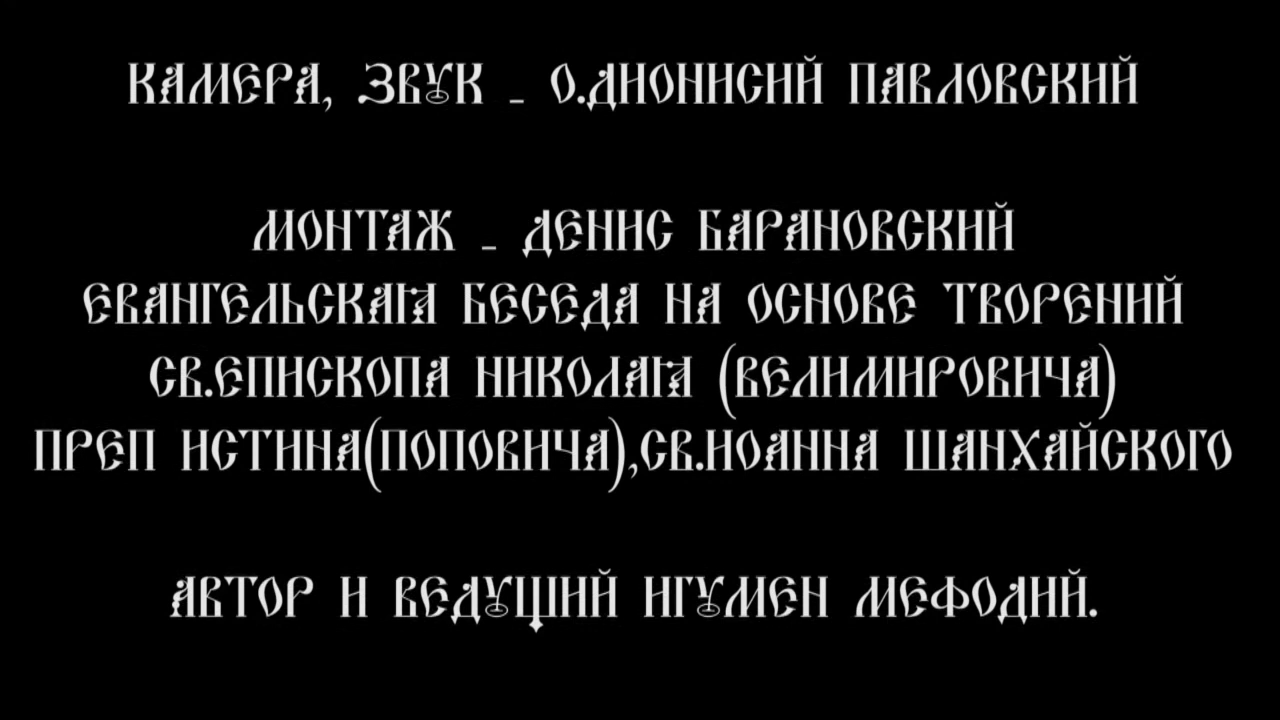 КАМЕРА, ЗВУК - О.ДИОНИСИЙ ПАВЛОВСКИЙ
МОНТАЖ - ДЕНИС БАРАНОВСКИЙ
ЕВАНГЕЛЬСКАЯ БЕСЕДА НА ОСНОВЕ ТВОРЕНИЙ
СВ.ЕПИСКОПА НИКОЛАЯ (ВЕЛИМИРОВИЧА)
ПРЕП ИСТИНА(ПОПОВИЧА),СВ.ИОАННА ШАНХАЙСКОГО
АВТОР И ВЕДУЩИЙ ИГУМЕН МЕФОДИЙ.